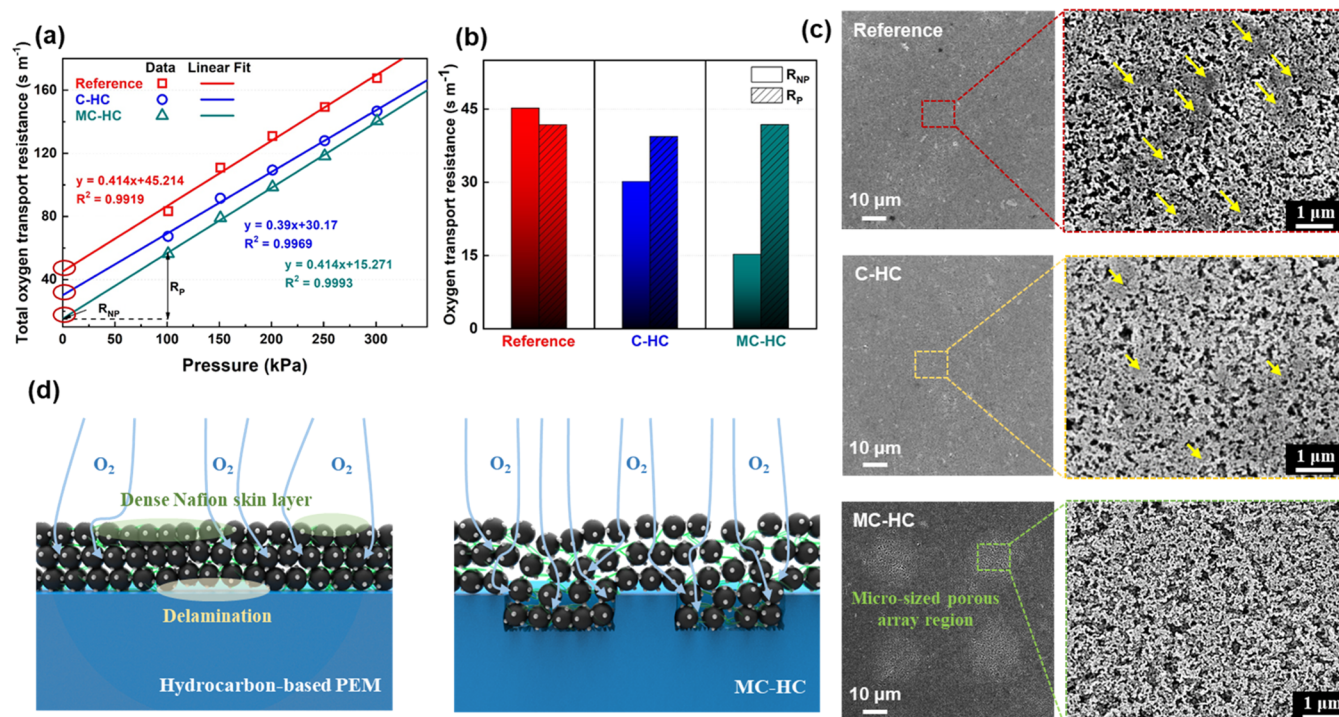 (a)
Total oxygen transport resistance (s m⁻¹)
160
120
80
40
0
50
100
150
200
250
300
Pressure (kPa)
Data
Linear Fit
Reference
C-HC
MC-HC
y = 0.414x+45.214
R² = 0.9919
y = 0.39x+30.17
R² = 0.9969
y = 0.414x+15.271
R² = 0.9993
R_P
R_NP
(b)
Oxygen transport resistance (s m⁻¹)
45
30
15
0
R_NP
R_P
Reference
C-HC
MC-HC
(c)
Reference
10 µm
1 µm
C-HC
10 µm
1 µm
MC-HC
Micro-sized porous
array region
10 µm
1 µm
(d)
O₂
O₂
O₂
Dense Nafion skin layer
Delamination
Hydrocarbon-based PEM
O₂
O₂
O₂
MC-HC